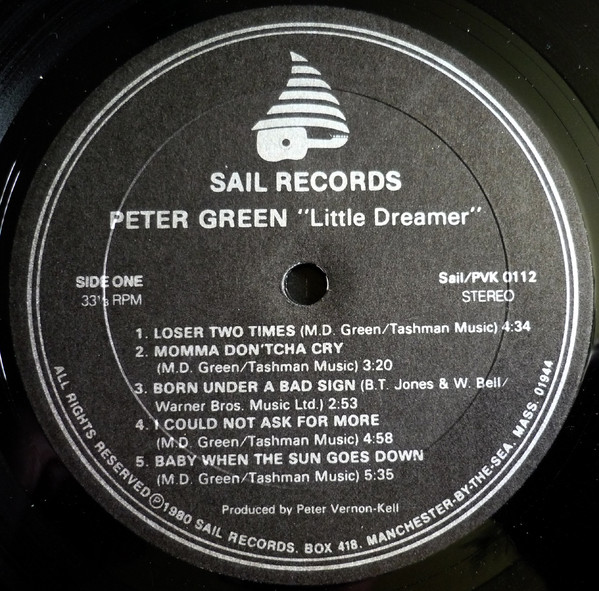 SAIL RECORDS
PETER GREEN "Little Dreamer"
SIDE ONE
33⅓ RPM
Sail/PVK 0112
STEREO
1. LOSER TWO TIMES (M.D. Green/Tashman Music) 4:34
2. MOMMA DON'TCHA CRY
(M.D. Green/Tashman Music) 3:20
3. BORN UNDER A BAD SIGN (B.T. Jones & W. Bell/
Warner Bros. Music Ltd.) 2:53
4. I COULD NOT ASK FOR MORE
(M.D. Green/Tashman Music) 4:58
5. BABY WHEN THE SUN GOES DOWN
(M.D. Green/Tashman Music) 5:35
Produced by Peter Vernon-Kell
ALL RIGHTS RESERVED ℗ 1980 SAIL RECORDS. BOX 418. MANCHESTER-BY-THE-SEA. MASS. 01944